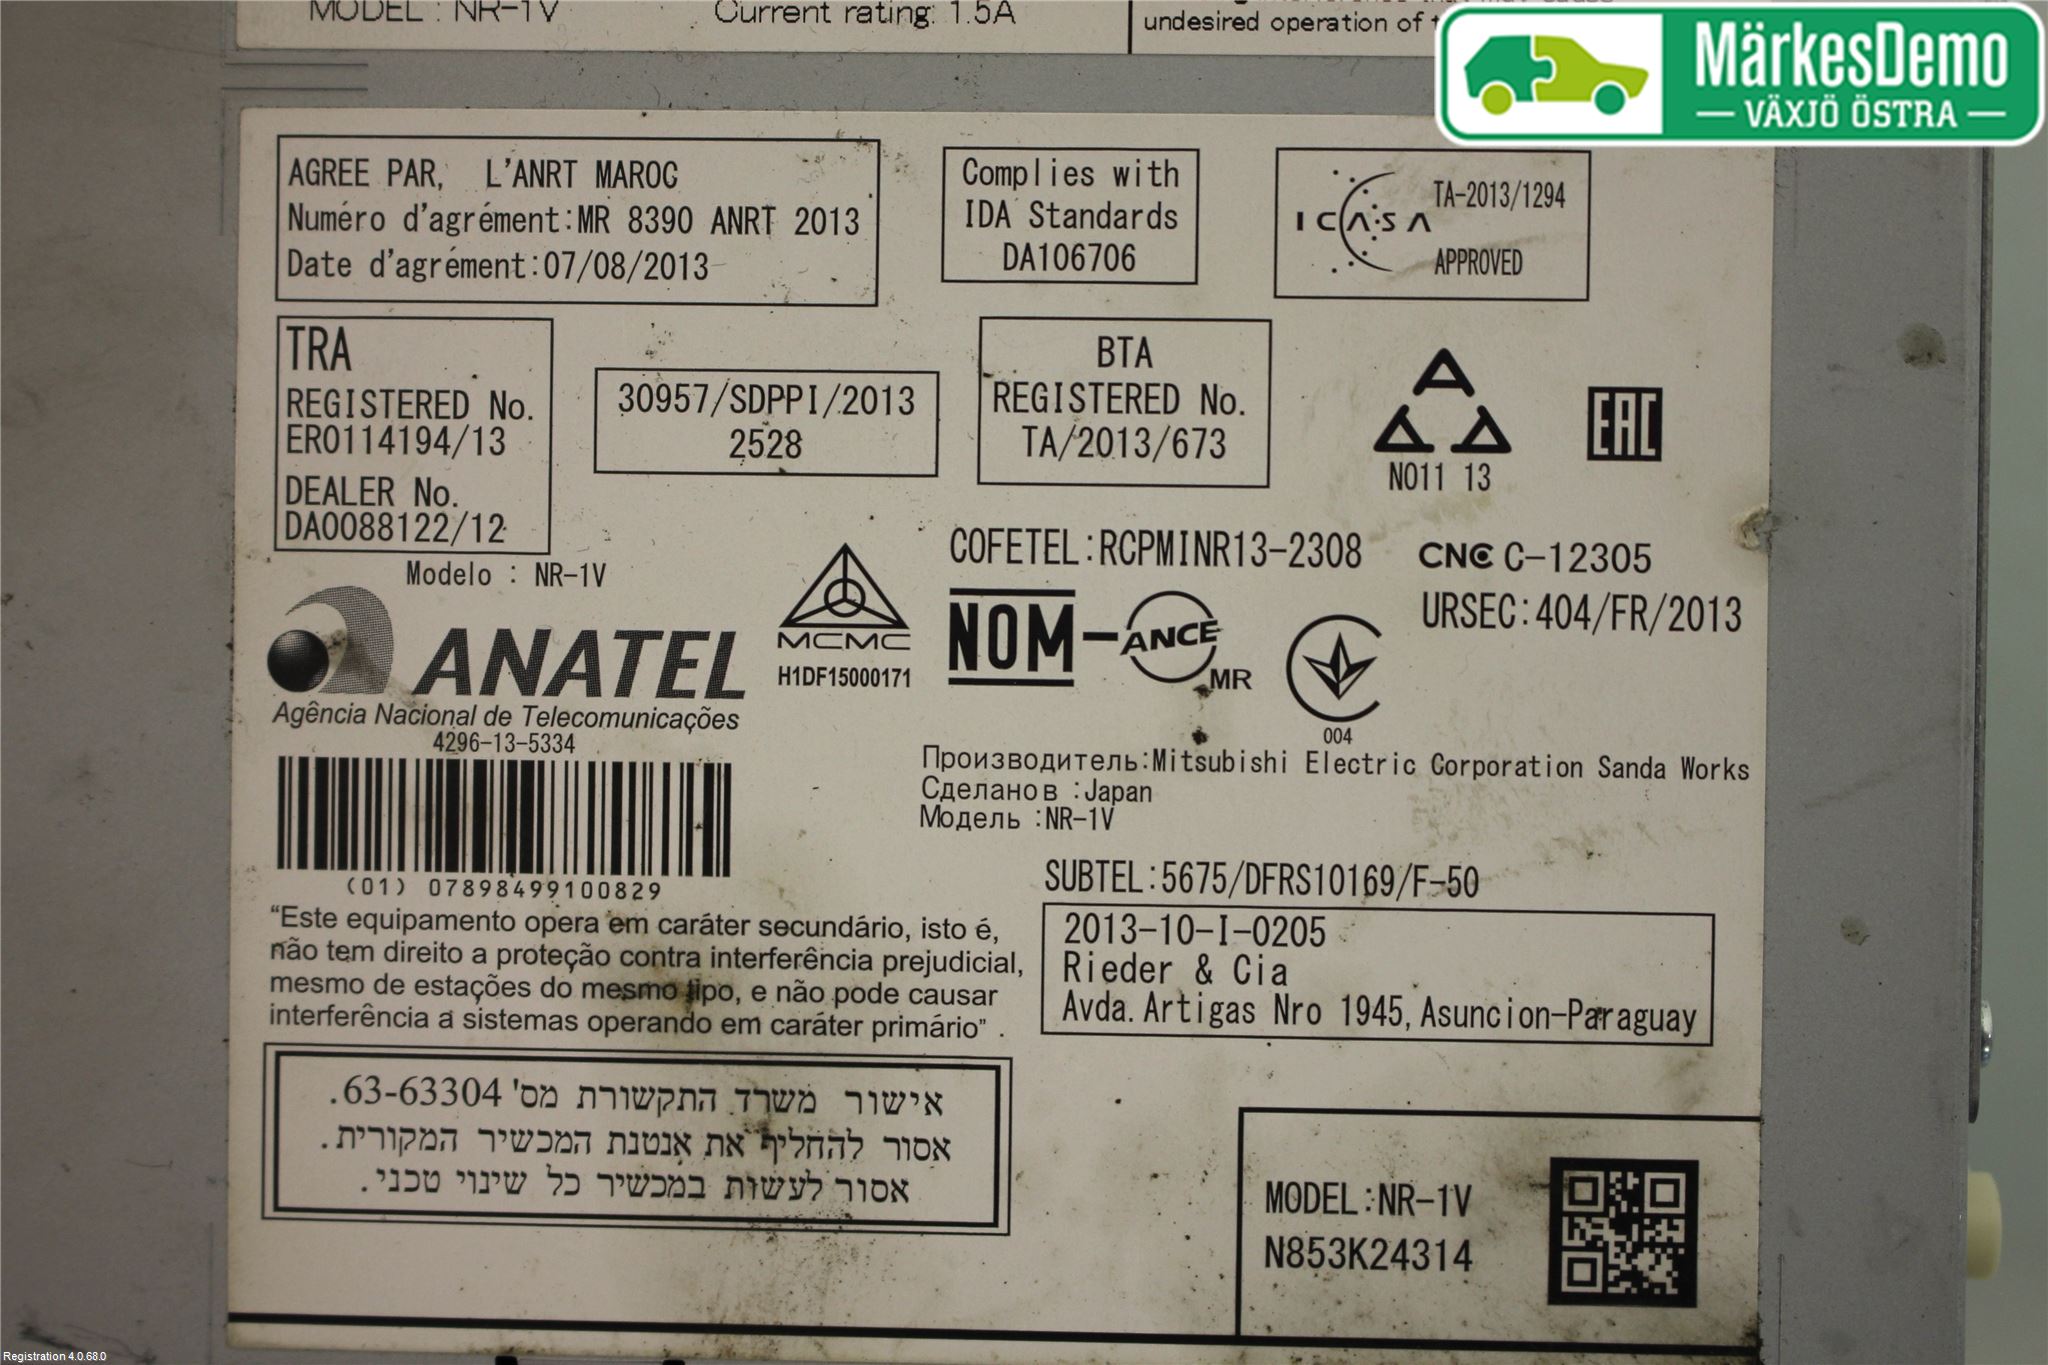 MODEL : NR-1V
Current rating: 1.5A
undesired operation of
MärkesDemo
VÄXJÖ ÖSTRA
AGREE PAR, L'ANRT MAROC
Numéro d'agrément:MR 8390 ANRT 2013
Date d'agrément:07/08/2013
Complies with
IDA Standards
DA106706
ICASA
TA-2013/1294
APPROVED
TRA
REGISTERED No.
ER0114194/13
DEALER No.
DA0088122/12
30957/SDPPI/2013
2528
BTA
REGISTERED No.
TA/2013/673
N011 13
EAC
Modelo : NR-1V
ANATEL
Agência Nacional de Telecomunicações
4296-13-5334
(01) 07898499100829
MCMC
H1DF15000171
COFETEL:RCPMINR13-2308
CNC C-12305
URSEC:404/FR/2013
NOM-ANCE MR
004
Производитель:Mitsubishi Electric Corporation Sanda Works
Сделанов :Japan
Модель :NR-1V
SUBTEL:5675/DFRS10169/F-50
2013-10-I-0205
Rieder & Cia
Avda.Artigas Nro 1945,Asuncion-Paraguay
"Este equipamento opera em caráter secundário, isto é,
não tem direito a proteção contra interferência prejudicial,
mesmo de estações do mesmo tipo, e não pode causar
interferência a sistemas operando em caráter primário" .
אישור משרד התקשורת מס' 63-63304.
אסור להחליף את אנטנת המכשיר המקורית.
אסור לעשות במכשיר כל שינוי טכני.
MODEL:NR-1V
N853K24314
Registration 4.0.68.0